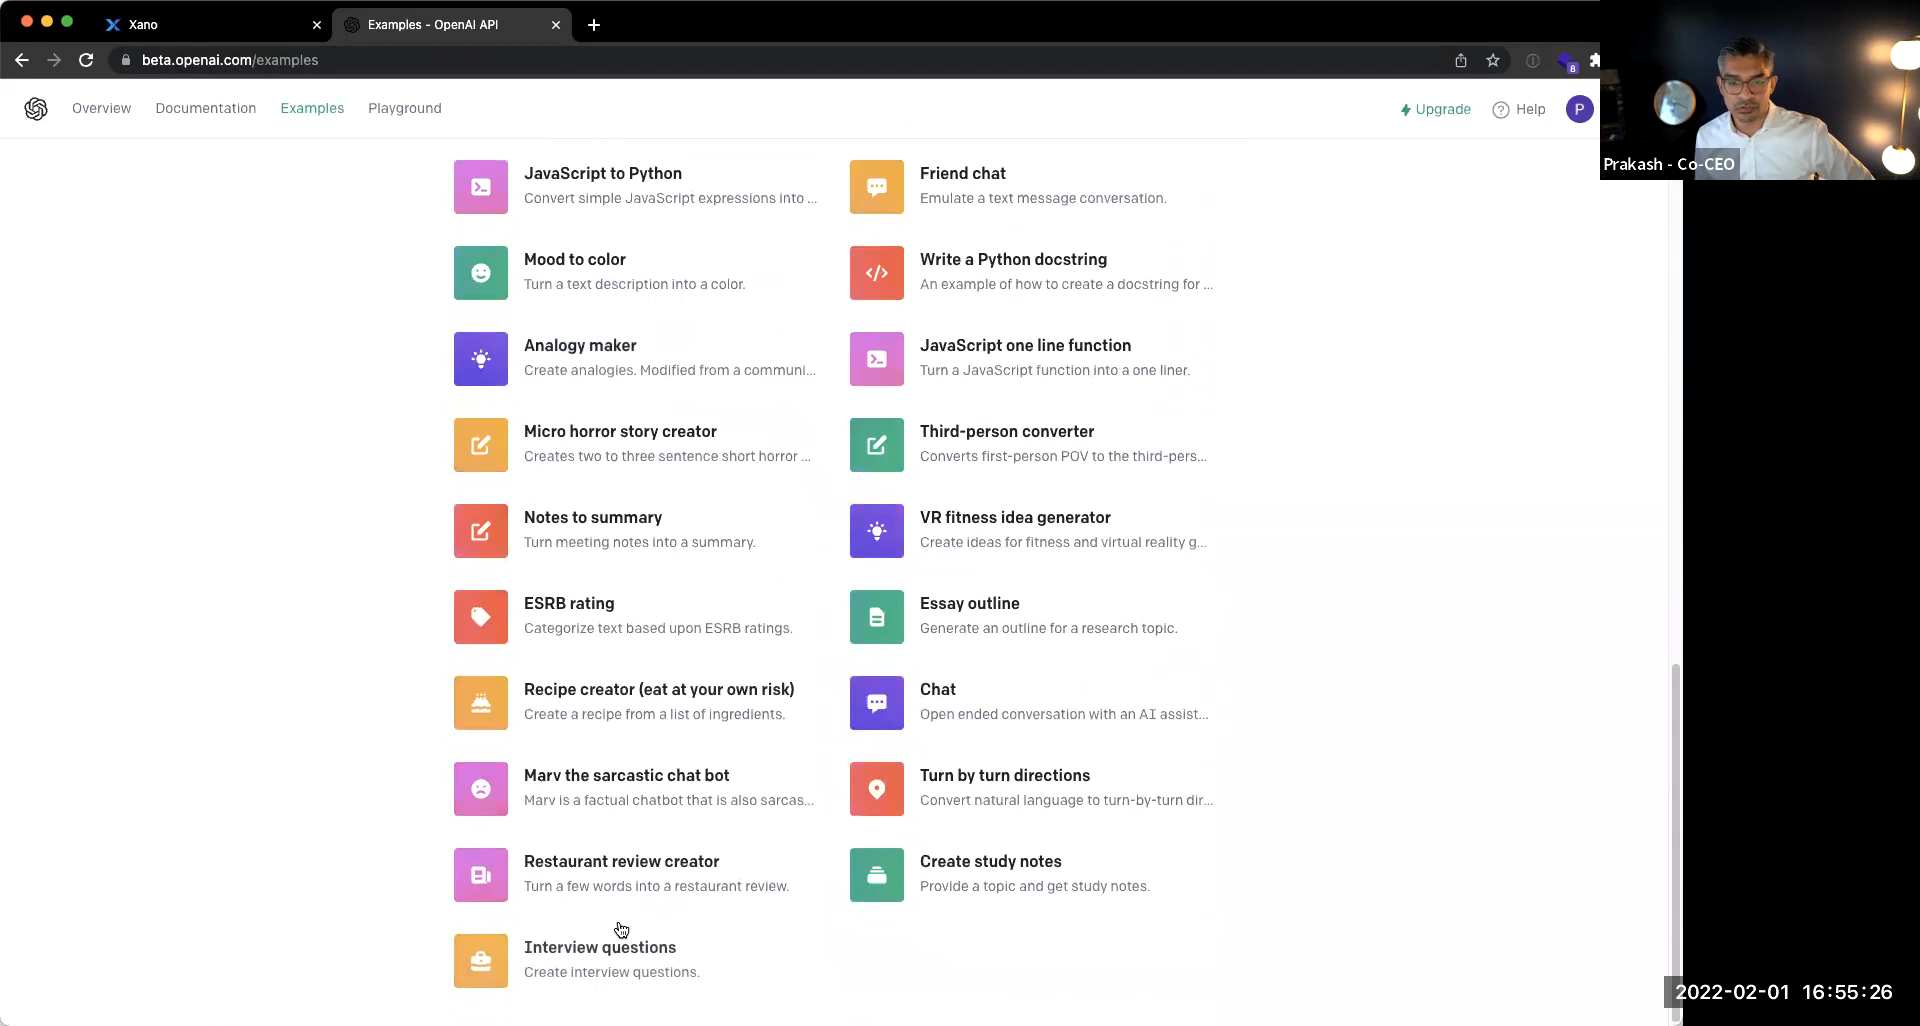 Xano
Examples - OpenAI API
beta.openai.com/examples
8
Overview Documentation Examples Playground
Upgrade ? Help P
Prakash - Co-CEO
JavaScript to Python
Convert simple JavaScript expressions into ...
Friend chat
Emulate a text message conversation.
Mood to color
Turn a text description into a color.
Write a Python docstring
An example of how to create a docstring for ...
Analogy maker
Create analogies. Modified from a communi...
JavaScript one line function
Turn a JavaScript function into a one liner.
Micro horror story creator
Creates two to three sentence short horror ...
Third-person converter
Converts first-person POV to the third-pers...
Notes to summary
Turn meeting notes into a summary.
VR fitness idea generator
Create ideas for fitness and virtual reality g...
ESRB rating
Categorize text based upon ESRB ratings.
Essay outline
Generate an outline for a research topic.
Recipe creator (eat at your own risk)
Create a recipe from a list of ingredients.
Chat
Open ended conversation with an AI assist...
Marv the sarcastic chat bot
Marv is a factual chatbot that is also sarcas...
Turn by turn directions
Convert natural language to turn-by-turn dir...
Restaurant review creator
Turn a few words into a restaurant review.
Create study notes
Provide a topic and get study notes.
Interview questions
Create interview questions.
2022-02-01 16:55:26